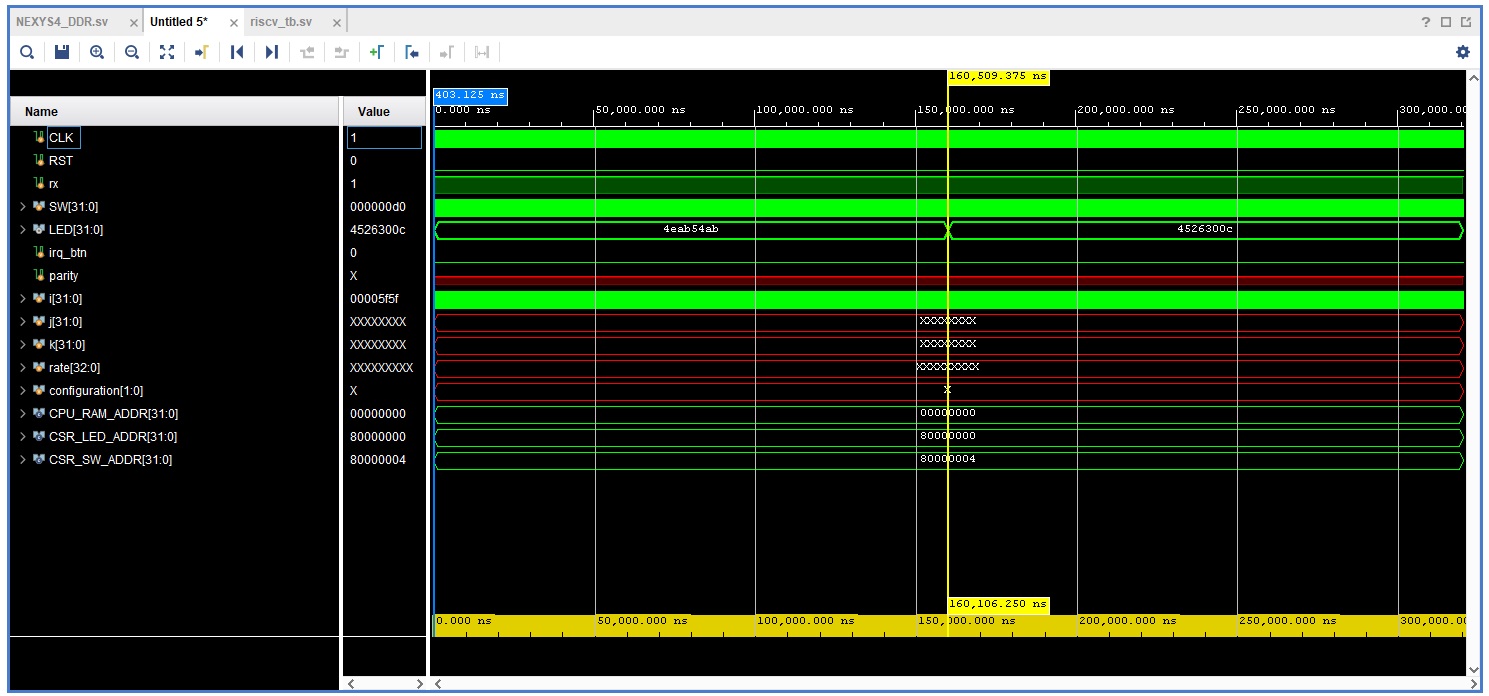 NEXYS4_DDR.sv × Untitled 5* × riscv_tb.sv ×
?
160,509.375 ns
403.125 ns
Name Value
0.000 ns 50,000.000 ns 100,000.000 ns 150,000.000 ns 200,000.000 ns 250,000.000 ns 300,000.0
CLK 1
RST 0
rx 1
SW[31:0] 000000d0
LED[31:0] 4526300c 4eab54ab 4526300c
irq_btn 0
parity X
i[31:0] 00005f5f
j[31:0] XXXXXXXX XXXXXXXX
k[31:0] XXXXXXXX XXXXXXXX
rate[32:0] XXXXXXXXX XXXXXXXXX
configuration[1:0] X X
CPU_RAM_ADDR[31:0] 00000000 00000000
CSR_LED_ADDR[31:0] 80000000 80000000
CSR_SW_ADDR[31:0] 80000004 80000004
160,106.250 ns
0.000 ns 50,000.000 ns 100,000.000 ns 150,000.000 ns 200,000.000 ns 250,000.000 ns 300,000.0